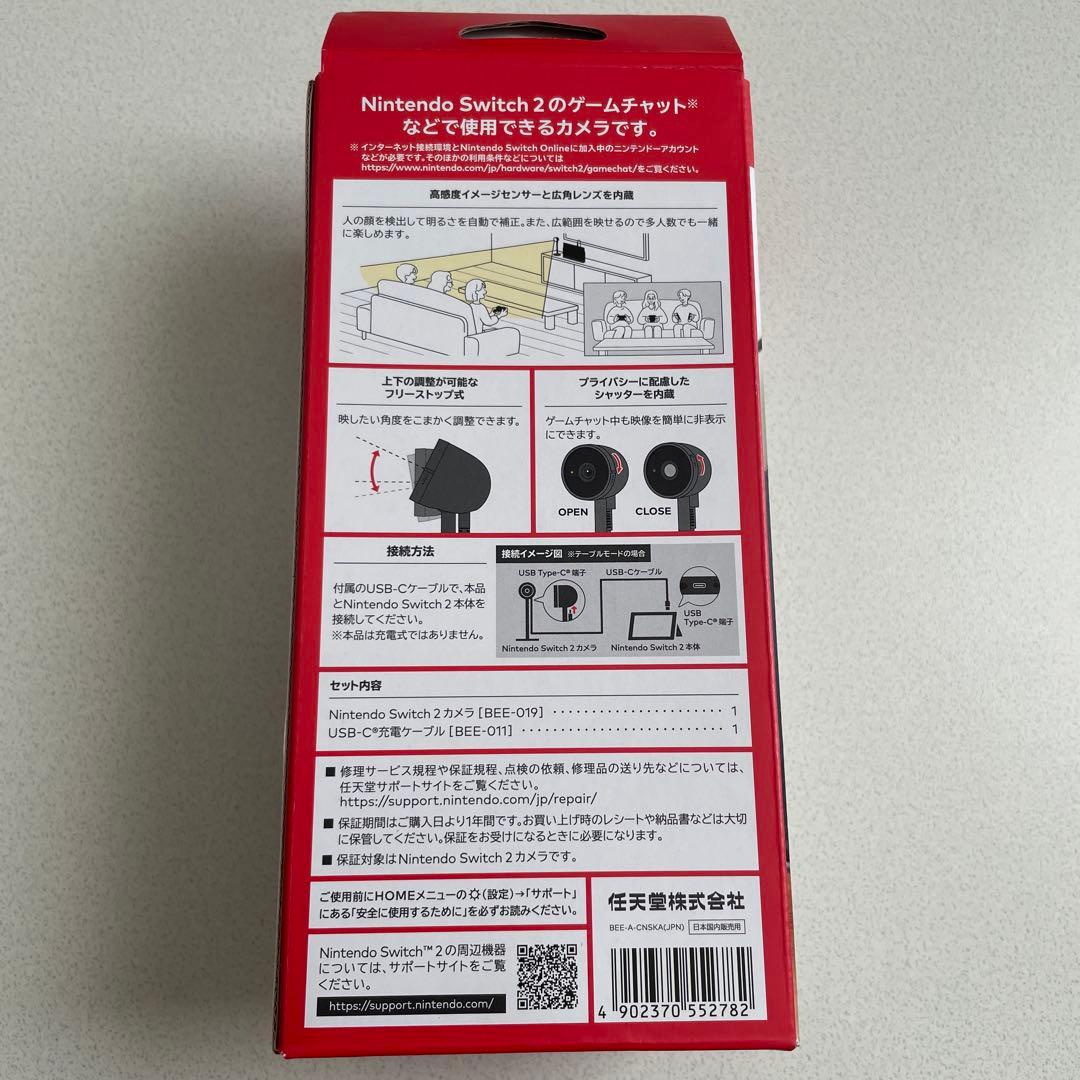 Nintendo Switch 2のゲームチャット※
などで使用できるカメラです。
※ インターネット接続環境とNintendo Switch Onlineに加入中のニンテンドーアカウント
などが必要です。そのほかの利用条件などについては
https://www.nintendo.com/jp/hardware/switch2/gamechat/をご覧ください。
高感度イメージセンサーと広角レンズを内蔵
人の顔を検出して明るさを自動で補正。また、広範囲を映せるので多人数でも一緒
に楽しめます。
上下の調整が可能な
フリーストップ式
映したい角度をこまかく調整できます。
プライバシーに配慮した
シャッターを内蔵
ゲームチャット中も映像を簡単に非表示
にできます。
OPEN
CLOSE
接続方法
付属のUSB-Cケーブルで、本品
とNintendo Switch 2 本体を
接続してください。
※本品は充電式ではありません。
接続イメージ図 ※テーブルモードの場合
USB Type-C®端子
USB-Cケーブル
USB
Type-C®端子
Nintendo Switch 2 カメラ
Nintendo Switch 2 本体
セット内容
Nintendo Switch 2 カメラ [BEE-019] ・・・・・・・・・・・・・・・・・・・・・・ 1
USB-C®充電ケーブル [BEE-011] ・・・・・・・・・・・・・・・・・・・・・・・・ 1
■ 修理サービス規程や保証規程、点検の依頼、修理品の送り先などについては、
任天堂サポートサイトをご覧ください。
https://support.nintendo.com/jp/repair/
■ 保証期間はご購入日より1年間です。お買い上げ時のレシートや納品書などは大切
に保管してください。保証をお受けになるときに必要になります。
■ 保証対象はNintendo Switch 2 カメラです。
ご使用前にHOMEメニューの(設定)→「サポート」
にある「安全に使用するために」を必ずお読みください。
Nintendo Switch™ 2 の周辺機器
については、サポートサイトをご覧
ください。
https://support.nintendo.com/
任天堂株式会社
BEE-A-CNSKA(JPN) 日本国内販売用
4 902370 552782